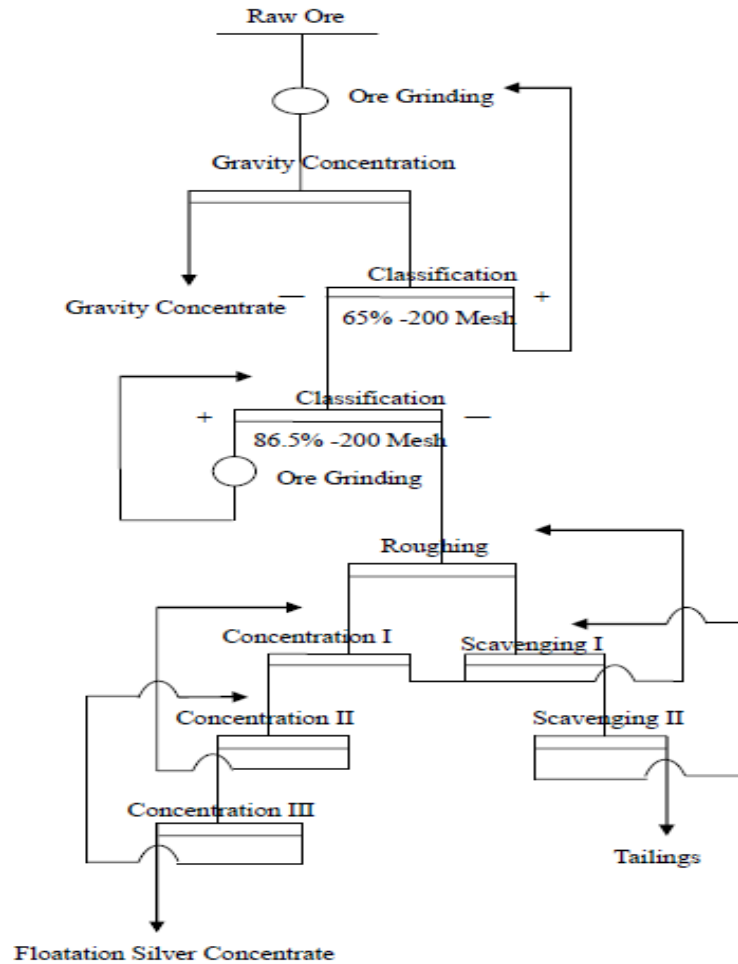 Raw Ore
Ore Grinding
Gravity Concentration
Classification
Gravity Concentrate
—
+
65% -200 Mesh
Classification
+
—
86.5% -200 Mesh
Ore Grinding
Roughing
Concentration I
Scavenging I
Concentration II
Scavenging II
Concentration III
Tailings
Floatation Silver Concentrate